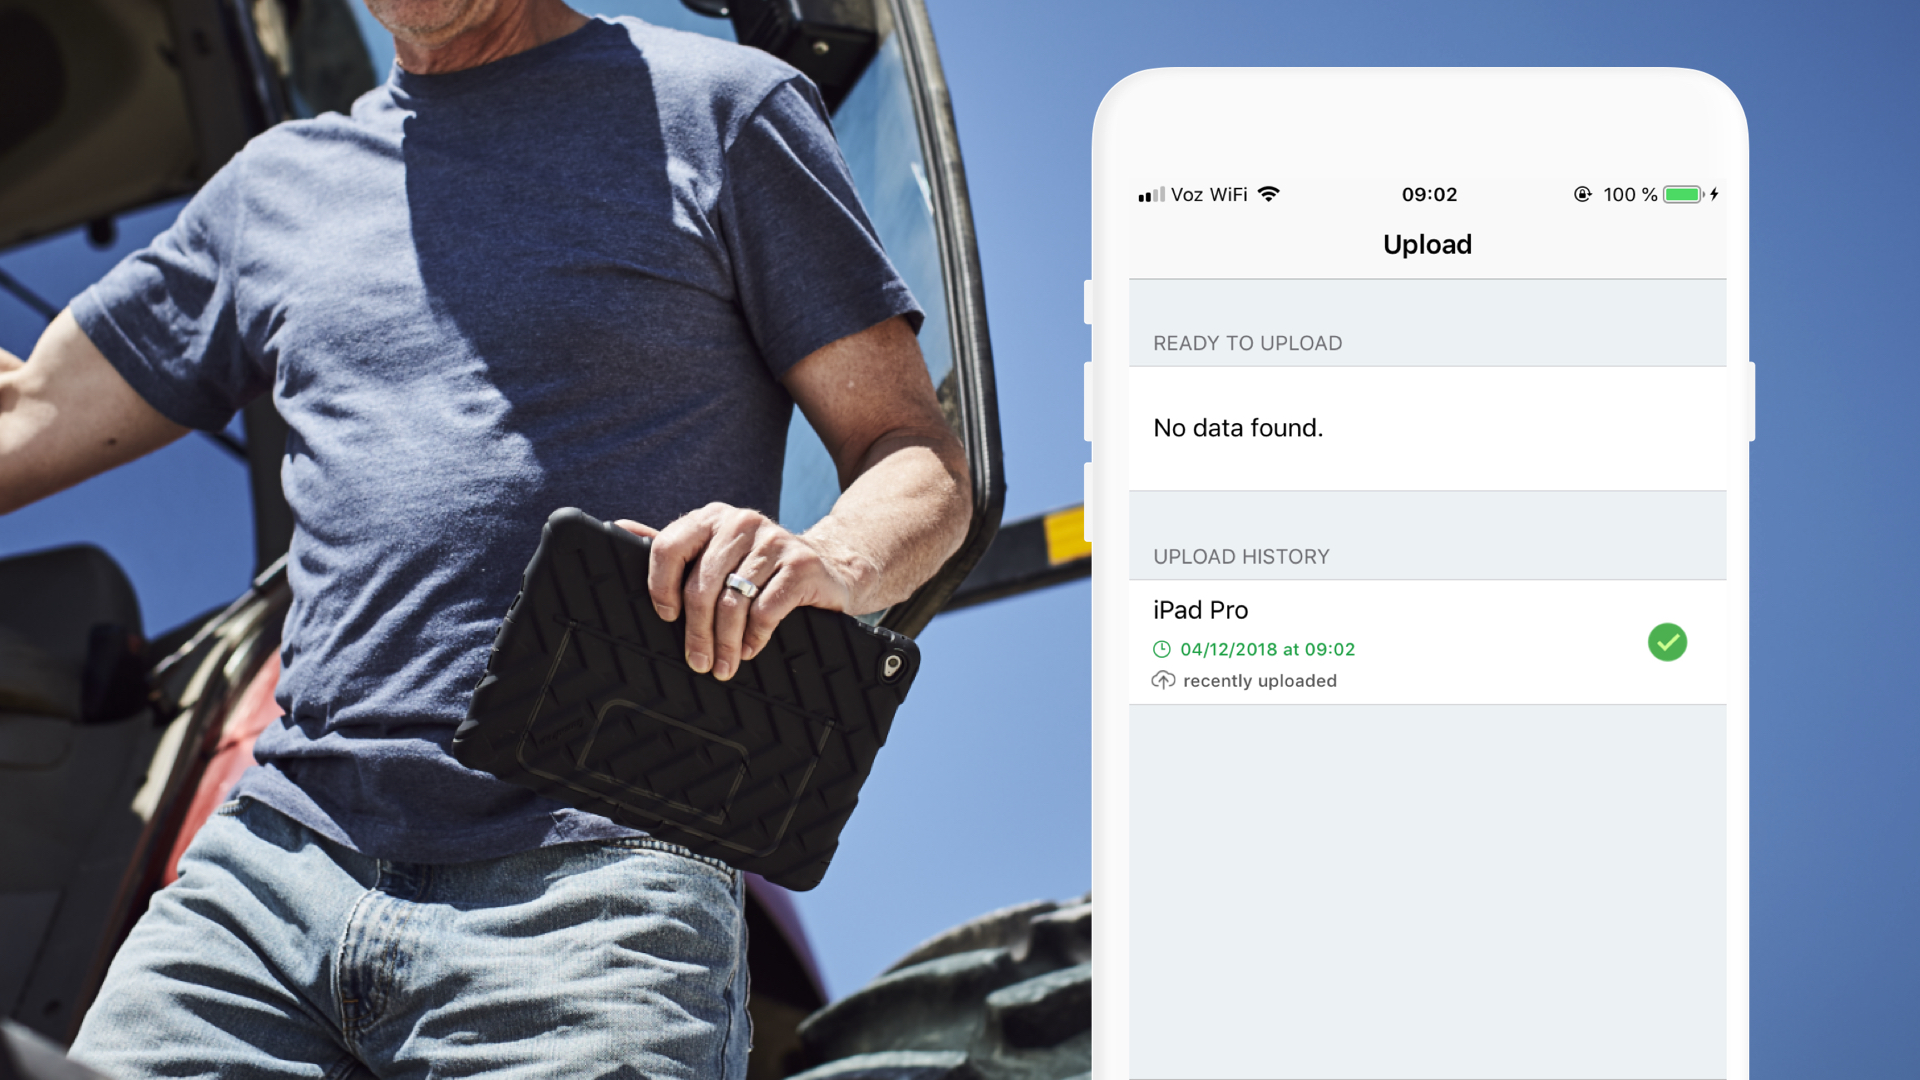 Voz WiFi 09:02 100 %
Upload
READY TO UPLOAD
No data found.
UPLOAD HISTORY
iPad Pro
04/12/2018 at 09:02
recently uploaded